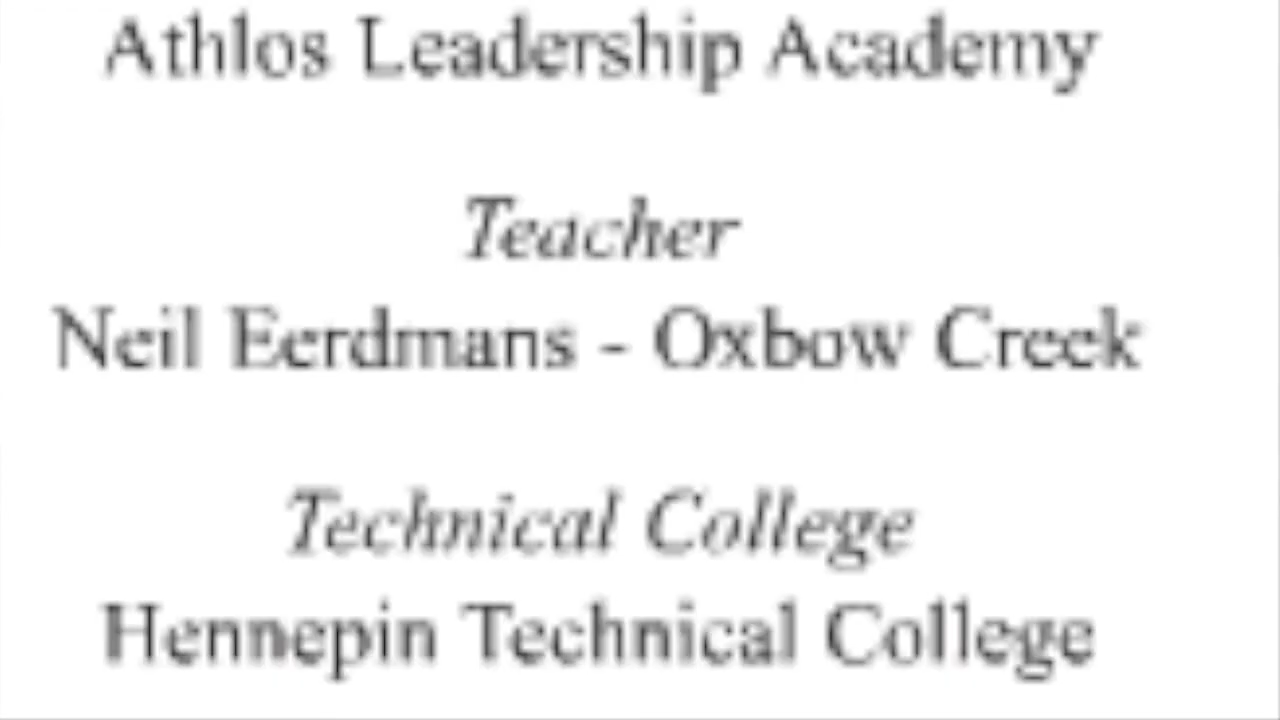 Athlos Leadership Academy
Teacher
Neil Eerdmans - Oxbow Creek
Technical College
Hennepin Technical College